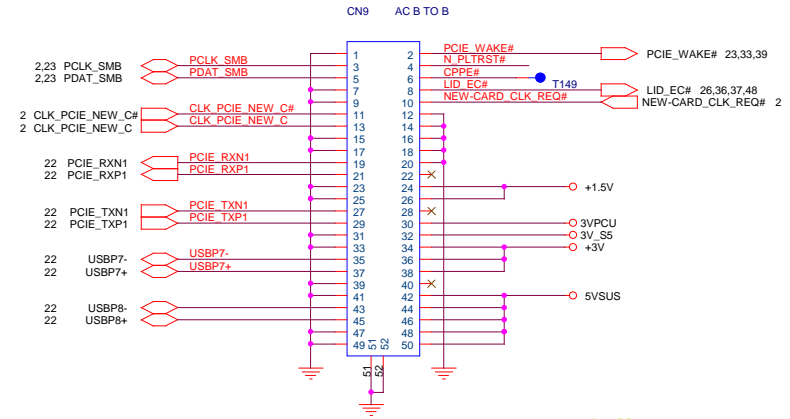 CN9 AC B TO B
1 2 PCIE_WAKE# PCIE_WAKE# 23,33,39
2,23 PCLK_SMB PCLK_SMB 3 4 N_PLTRST#
2,23 PDAT_SMB PDAT_SMB 5 6 CPPE# T149
7 8 LID_EC# LID_EC# 26,36,37,48
9 10 NEW-CARD_CLK_REQ# NEW-CARD_CLK_REQ# 2
2 CLK_PCIE_NEW_C# CLK_PCIE_NEW_C# 11 12
2 CLK_PCIE_NEW_C CLK_PCIE_NEW_C 13 14
15 16
17 18
22 PCIE_RXN1 PCIE_RXN1 19 20
22 PCIE_RXP1 PCIE_RXP1 21 22
23 24 +1.5V
25 26
22 PCIE_TXN1 PCIE_TXN1 27 28
22 PCIE_TXP1 PCIE_TXP1 29 30 3VPCU
31 32 3V_S5
33 34 +3V
22 USBP7- USBP7- 35 36
22 USBP7+ USBP7+ 37 38
39 40
41 42 5VSUS
22 USBP8- 43 44
22 USBP8+ 45 46
47 48
49 51 52 50
51 52